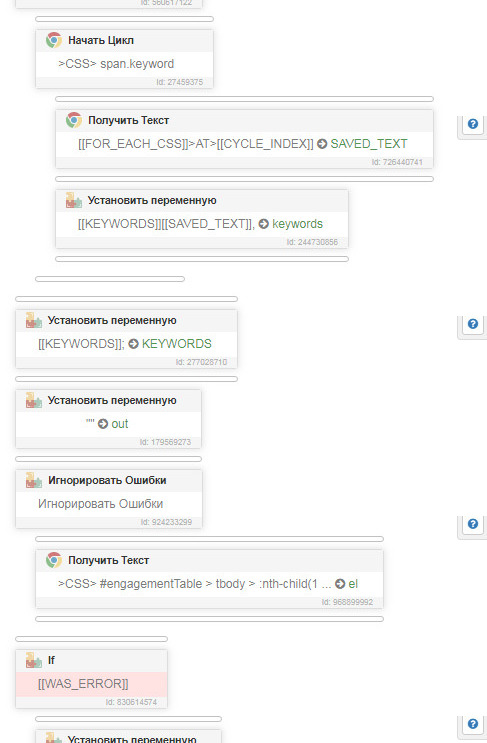 Id: 560617122
Начать Цикл
>CSS> span.keyword
Id: 27459375
Получить Текст
[[FOR_EACH_CSS]]>AT>[[CYCLE_INDEX]] SAVED_TEXT
Id: 726440741
Установить переменную
[[KEYWORDS]][[SAVED_TEXT]], keywords
Id: 244730856
Установить переменную
[[KEYWORDS]]; KEYWORDS
Id: 277028710
Установить переменную
"" out
Id: 179569273
Игнорировать Ошибки
Игнорировать Ошибки
Id: 924233299
Получить Текст
>CSS> #engagementTable > tbody > :nth-child(1 ... el
Id: 968899992
If
[[WAS_ERROR]]
Id: 830614574
Установить переменную